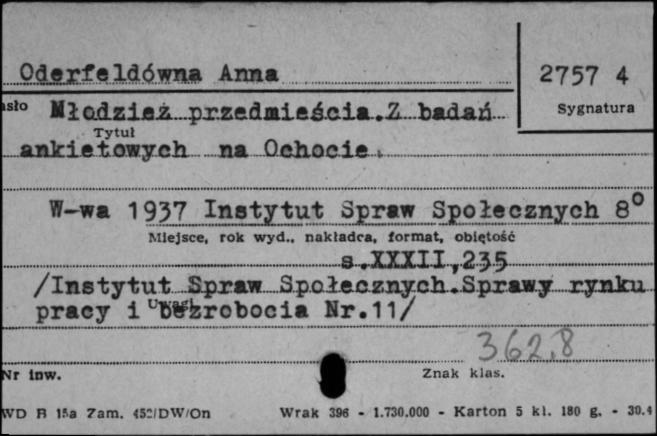 Oderfeldówna Anna
2757 4
Sygnatura
asło Młodzież przedmieścia.Z badań
Tytuł
ankietowych na Ochocie.
W-wa 1937 Instytut Spraw Społecznych 8°
Miejsce, rok wyd., nakładca, format, objętość
s.XXXII,235
/Instytut Spraw Społecznych.Sprawy rynku
Uwagi
pracy i bezrobocia Nr.11/
362.8
Nr inw.
Znak klas.
WD B 15a Zam. 452/DW/On Wrak 396 - 1.730.000 - Karton 5 kl. 180 g. - 30.4